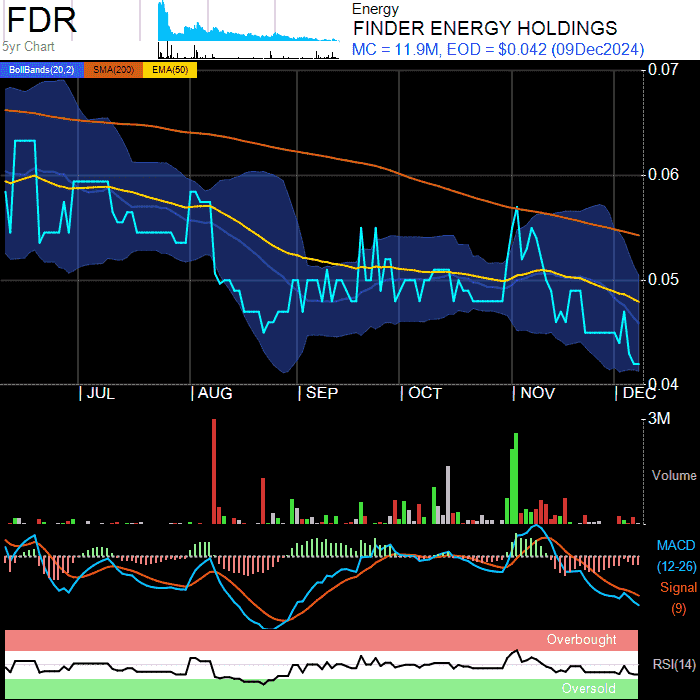 FDR
5yr Chart
Energy
FINDER ENERGY HOLDINGS
MC = 11.9M, EOD = $0.042 (09Dec2024)
BollBands(20,2) SMA(200) EMA(50)
0.07
0.06
0.05
0.04
JUL AUG SEP OCT NOV DEC
3M
Volume
MACD
(12-26)
Signal
(9)
Overbought
RSI(14)
Oversold